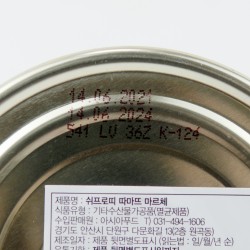 14.06.2021
14.06.2024
S41 LV 36Z K-124
제품명 : 쉬프로띠 따마뜨 마르쎄
식품유형 : 기타수산물가공품(멸균제품)
수입판매원 : 아시아푸드 T) 031-494-1606
경기도 안산시 단원구 다문화길 13(2층 원곡동)
제조일자 : 제품 뒷면별도표시 (읽는법 : 일/월/년 순)